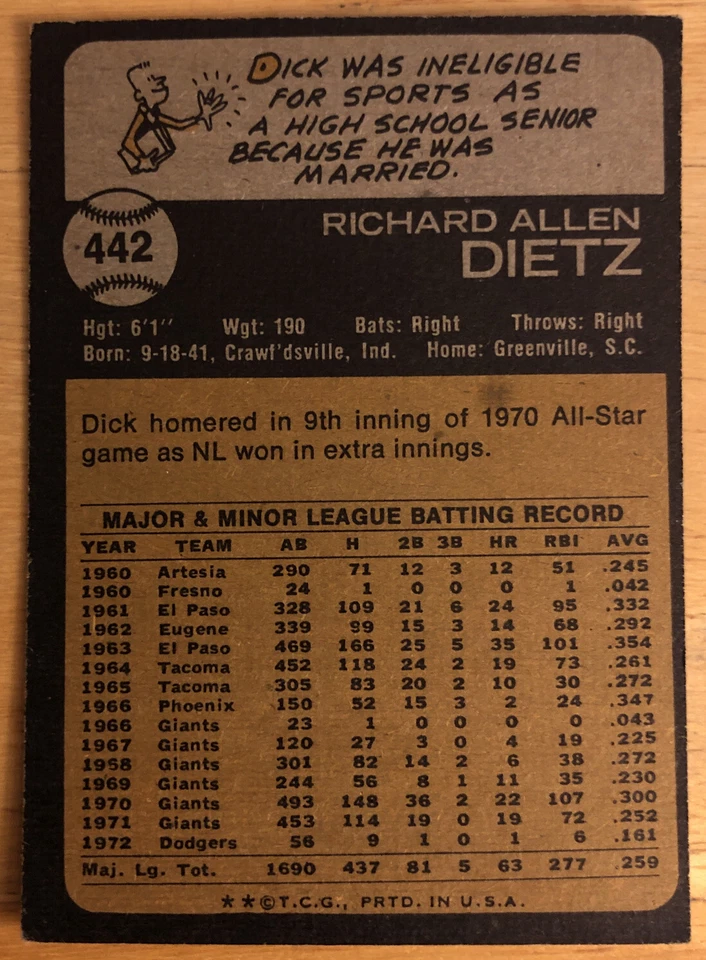 DICK WAS INELIGIBLE
FOR SPORTS AS
A HIGH SCHOOL SENIOR
BECAUSE HE WAS
MARRIED.
442
RICHARD ALLEN
DIETZ
Hgt: 6'1" Wgt: 190 Bats: Right Throws: Right
Born: 9-18-41, Crawf'dsville, Ind. Home: Greenville, S.C.
Dick homered in 9th inning of 1970 All-Star
game as NL won in extra innings.
MAJOR & MINOR LEAGUE BATTING RECORD
YEAR TEAM AB H 2B 3B HR RBI AVG
1960 Artesia 290 71 12 3 12 51 .245
1960 Fresno 24 1 0 0 0 1 .042
1961 El Paso 328 109 21 6 24 95 .332
1962 Eugene 339 99 15 3 14 68 .292
1963 El Paso 469 166 25 5 35 101 .354
1964 Tacoma 452 118 24 2 19 73 .261
1965 Tacoma 305 83 20 2 10 30 .272
1966 Phoenix 150 52 15 3 2 24 .347
1966 Giants 23 1 0 0 0 0 .043
1967 Giants 120 27 3 0 4 19 .225
1968 Giants 301 82 14 2 6 38 .272
1969 Giants 244 56 8 1 11 35 .230
1970 Giants 493 148 36 2 22 107 .300
1971 Giants 453 114 19 0 19 72 .252
1972 Dodgers 56 9 1 0 1 6 .161
Maj. Lg. Tot. 1690 437 81 5 63 277 .259
**©T.C.G., PRTD. IN U.S.A.